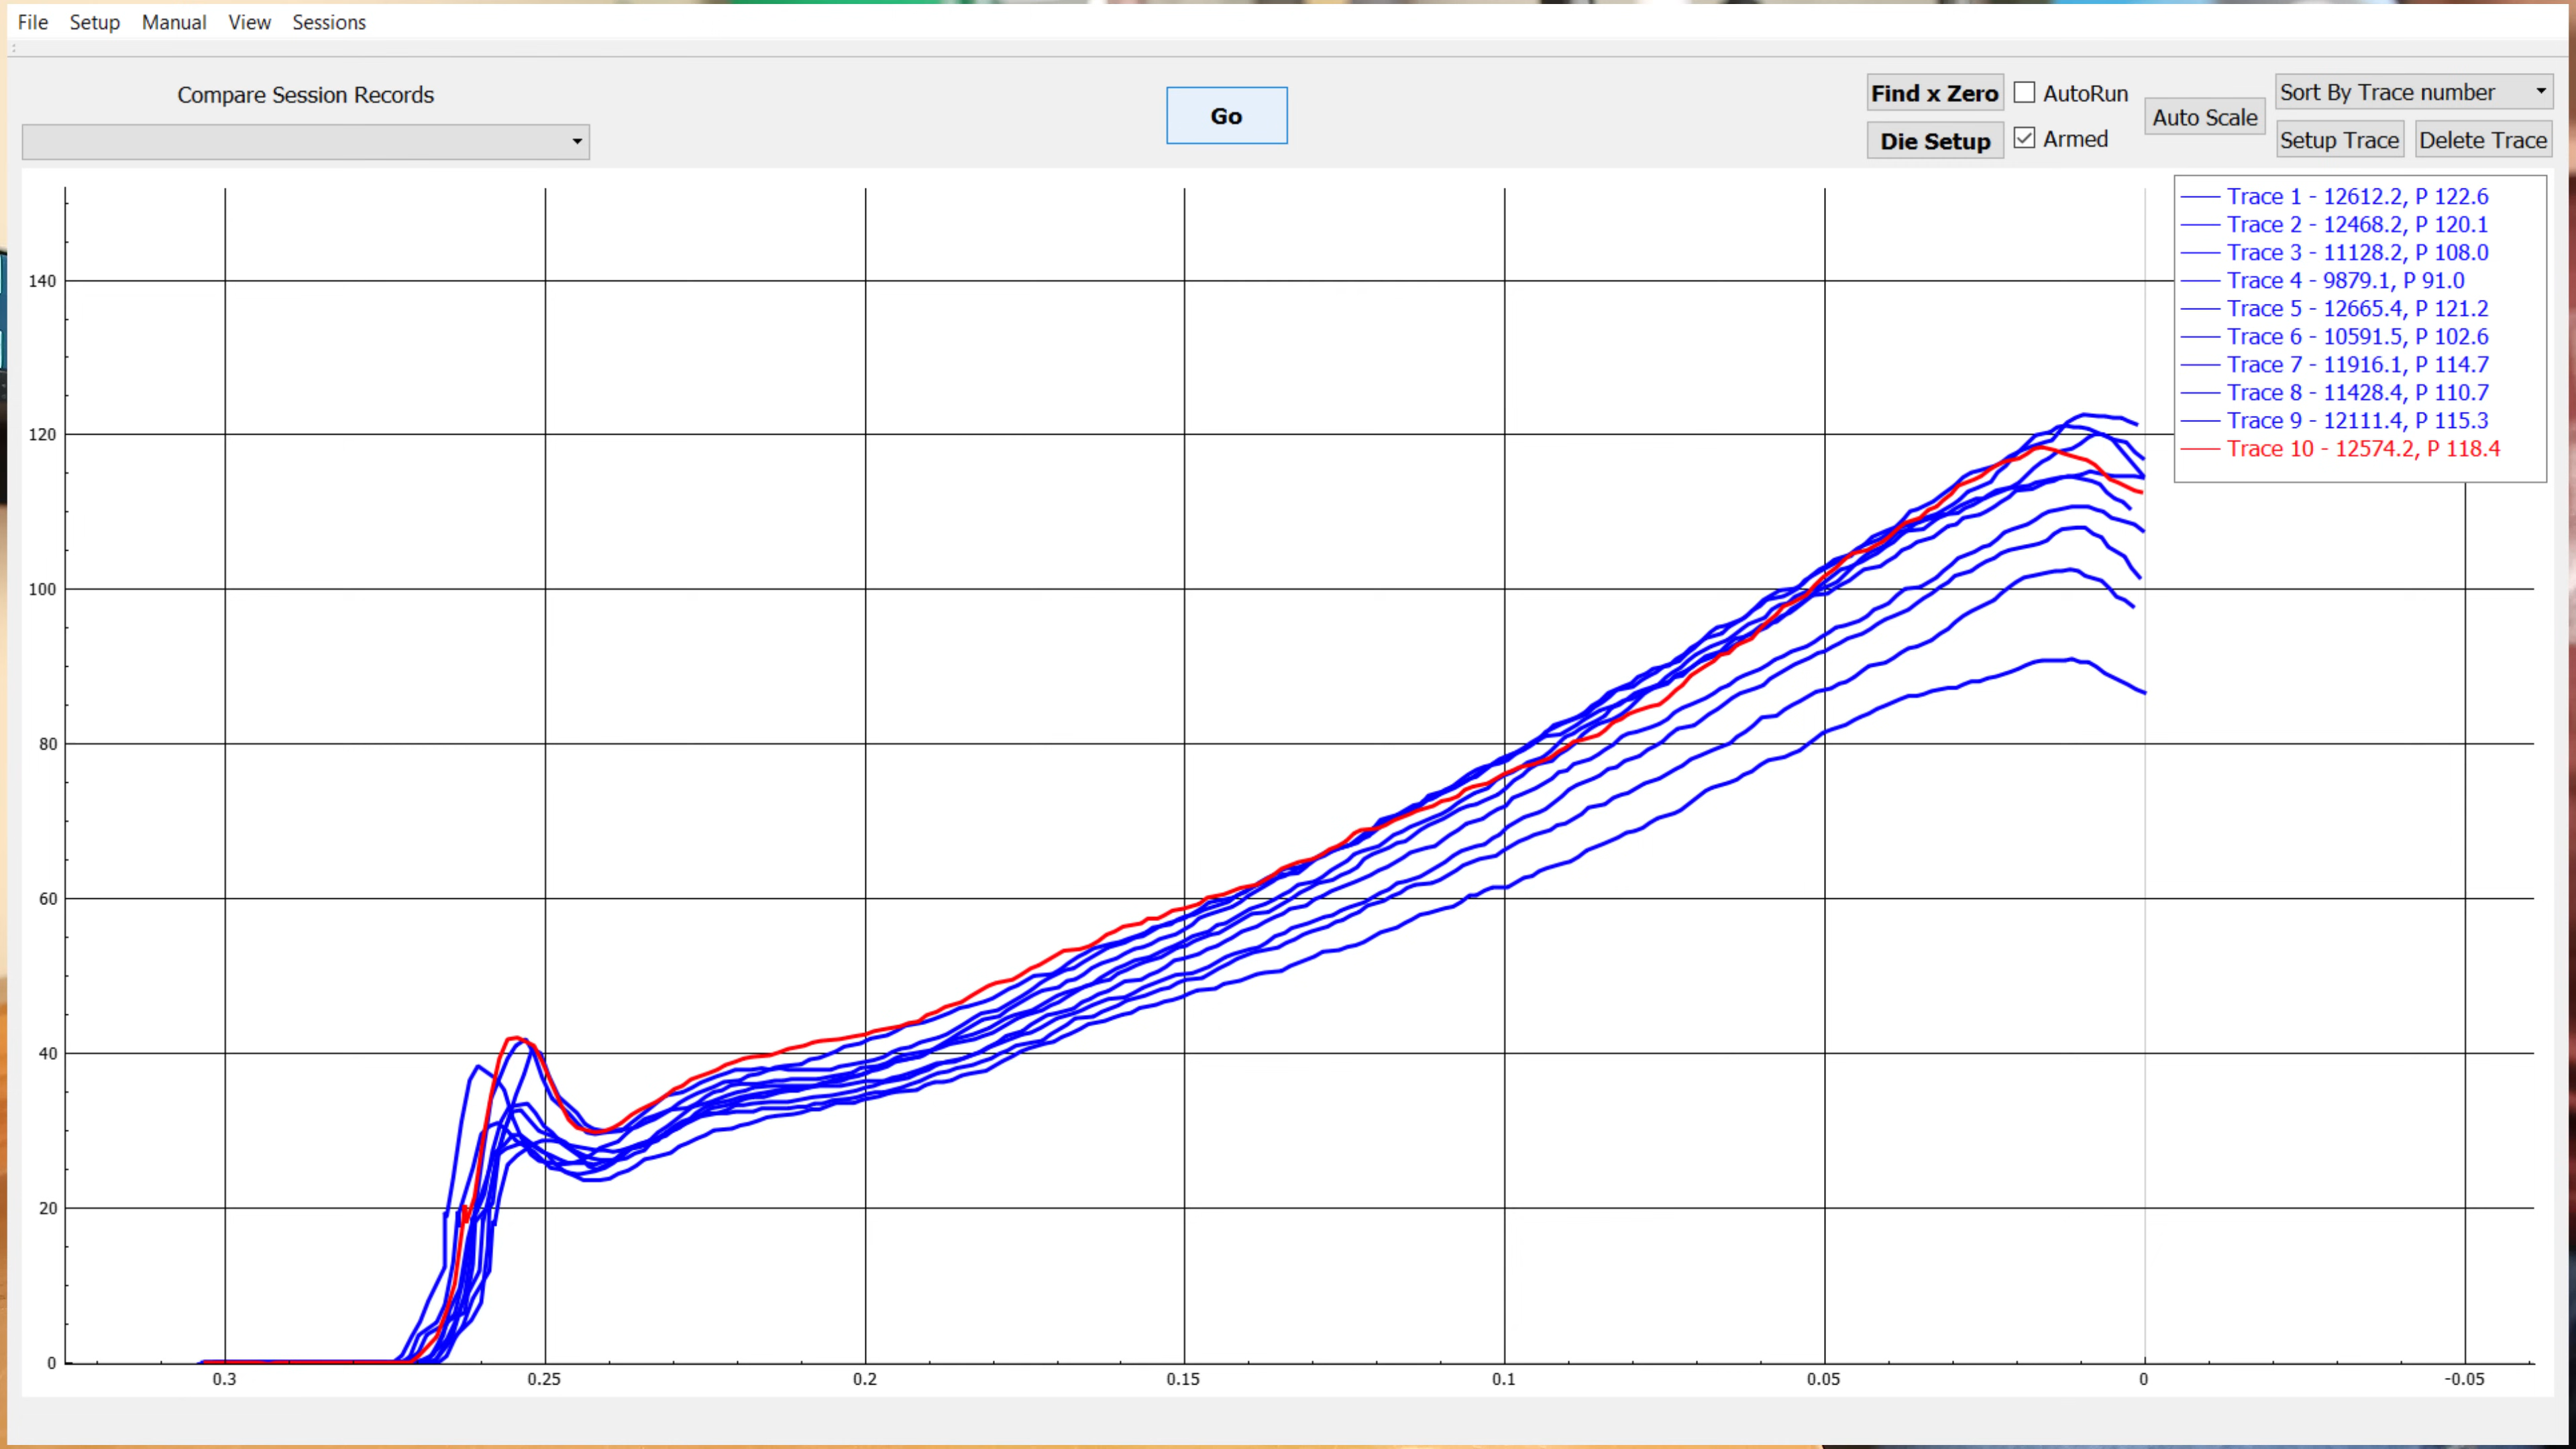 File Setup Manual View Sessions
Compare Session Records
Go
Find x Zero
AutoRun
Die Setup
Armed
Auto Scale
Sort By Trace number
Setup Trace
Delete Trace
Trace 1 - 12612.2, P 122.6
Trace 2 - 12468.2, P 120.1
Trace 3 - 11128.2, P 108.0
Trace 4 - 9879.1, P 91.0
Trace 5 - 12665.4, P 121.2
Trace 6 - 10591.5, P 102.6
Trace 7 - 11916.1, P 114.7
Trace 8 - 11428.4, P 110.7
Trace 9 - 12111.4, P 115.3
Trace 10 - 12574.2, P 118.4
140
120
100
80
60
40
20
0
0.3 0.25 0.2 0.15 0.1 0.05 0 -0.05